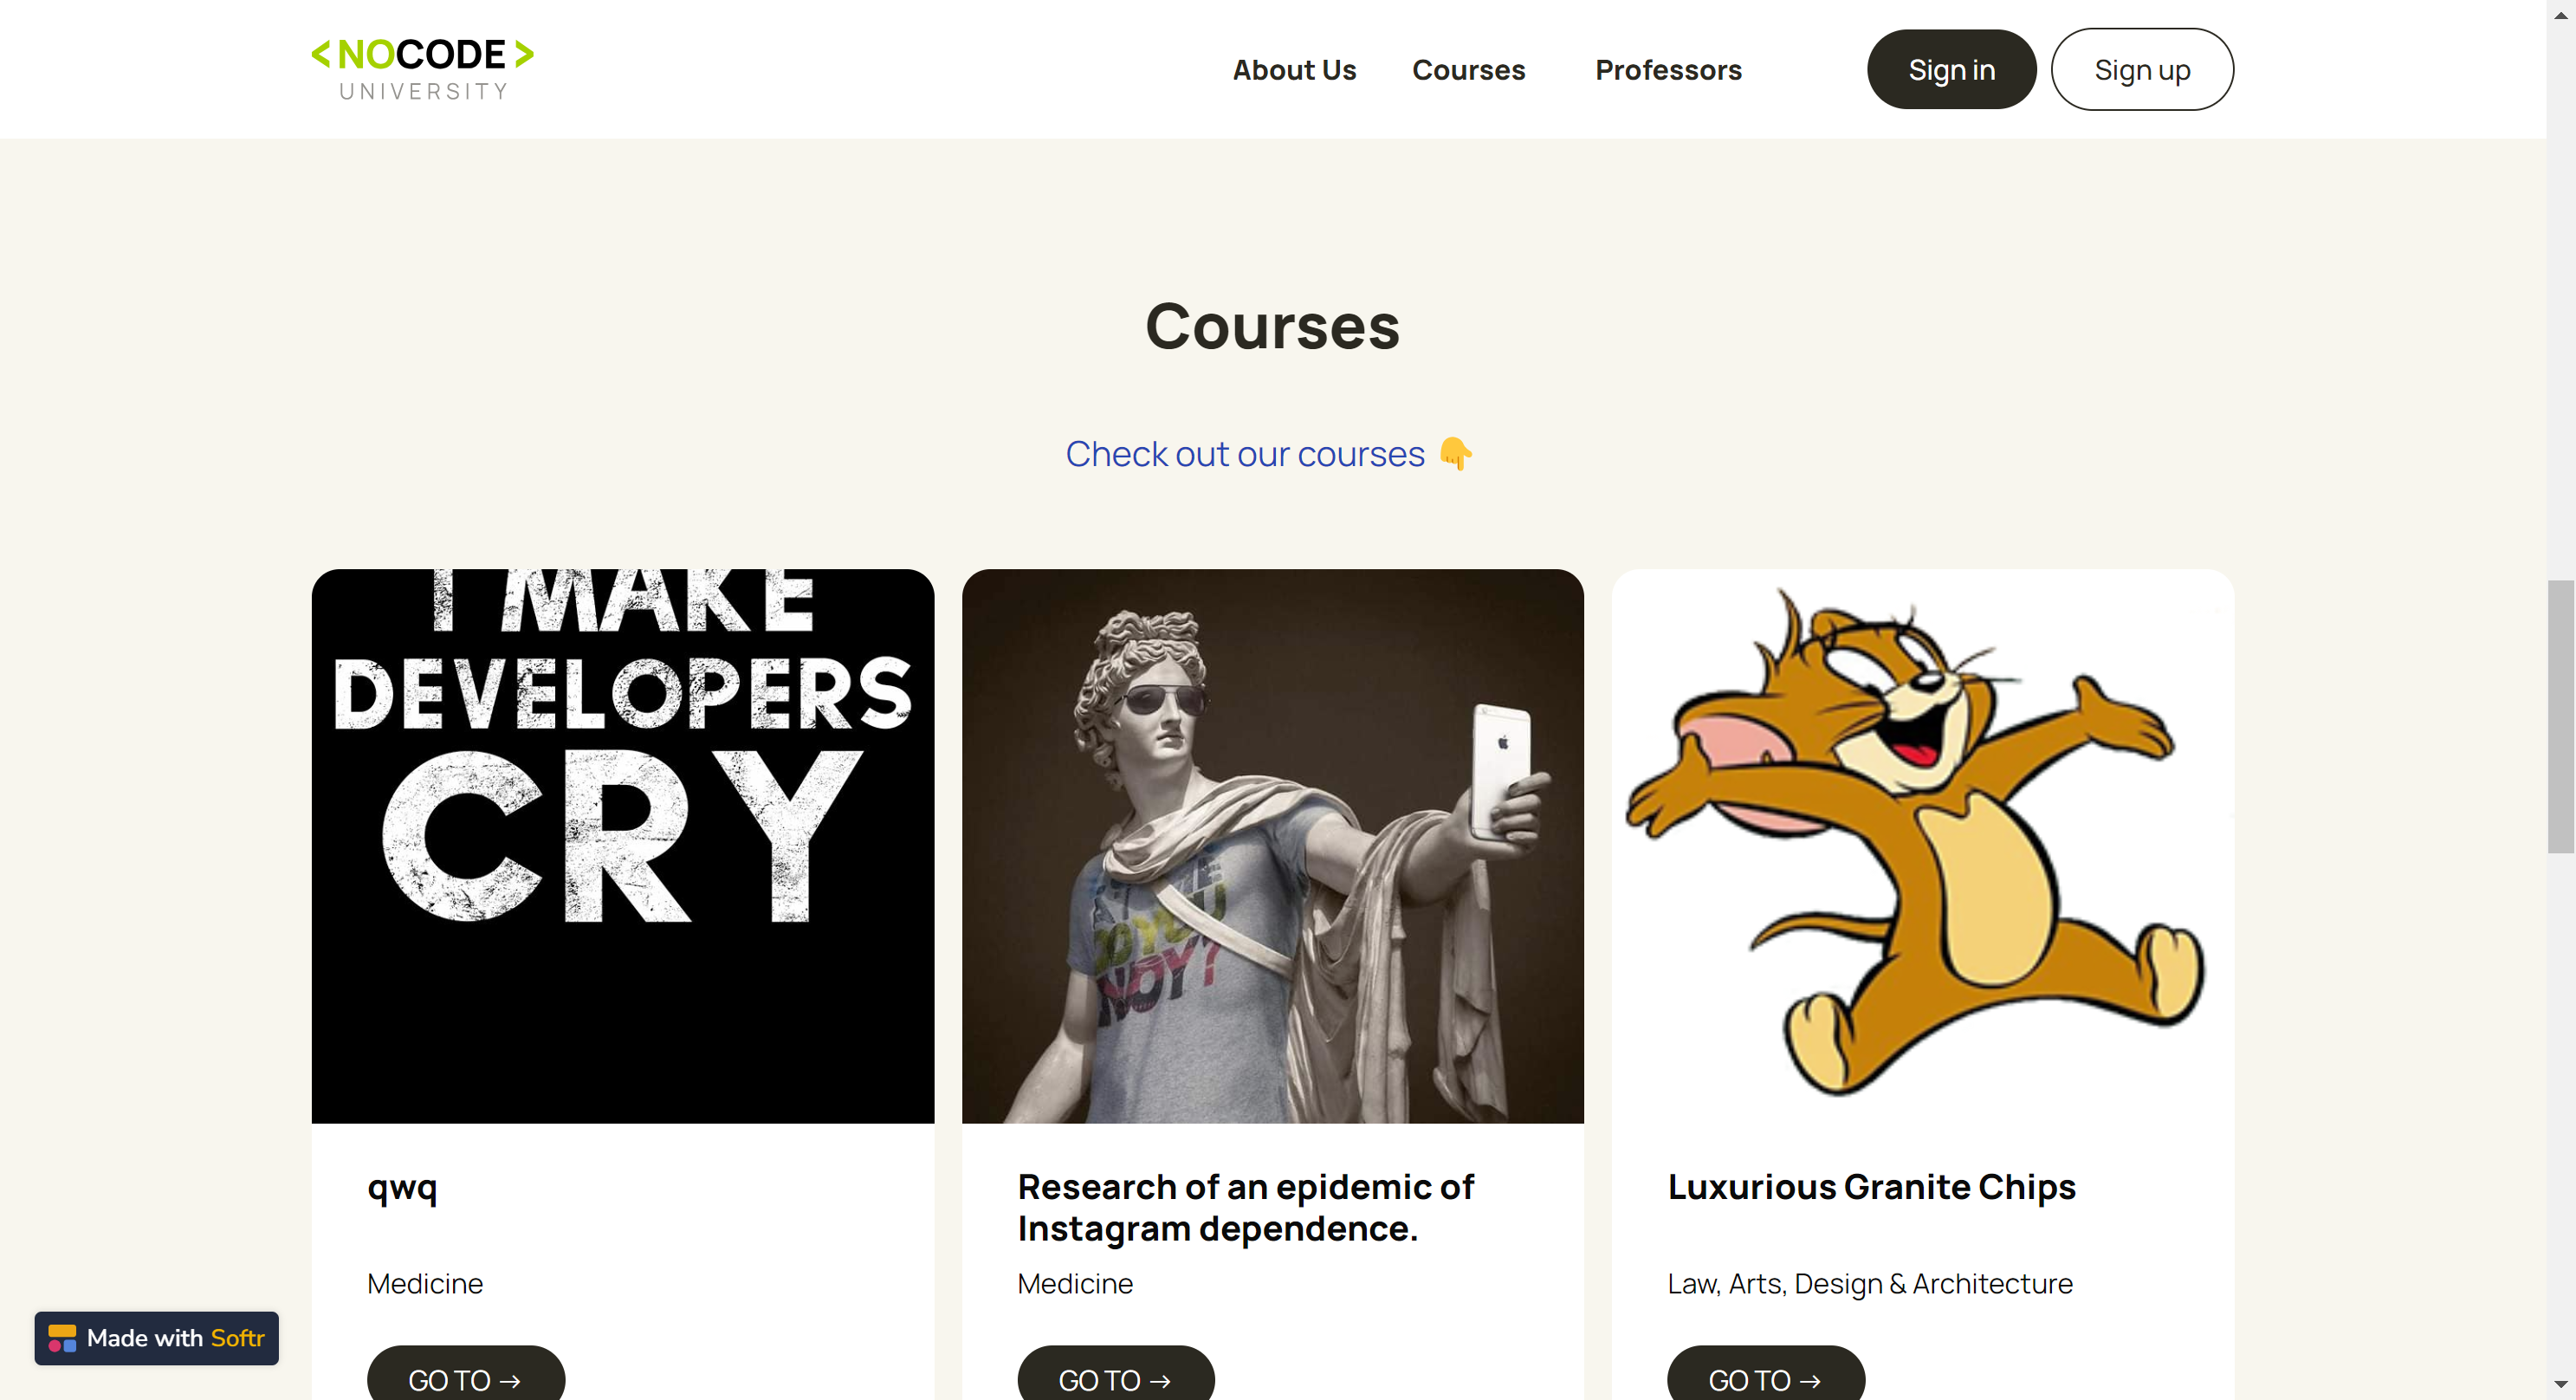 <NOCODE>
UNIVERSITY
About Us
Courses
Professors
Sign in
Sign up
Courses
Check out our courses 👇
I MAKE
DEVELOPERS
CRY
qwq
Medicine
GO TO →
Research of an epidemic of
Instagram dependence.
Medicine
GO TO →
Luxurious Granite Chips
Law, Arts, Design & Architecture
GO TO →
Made with Softr